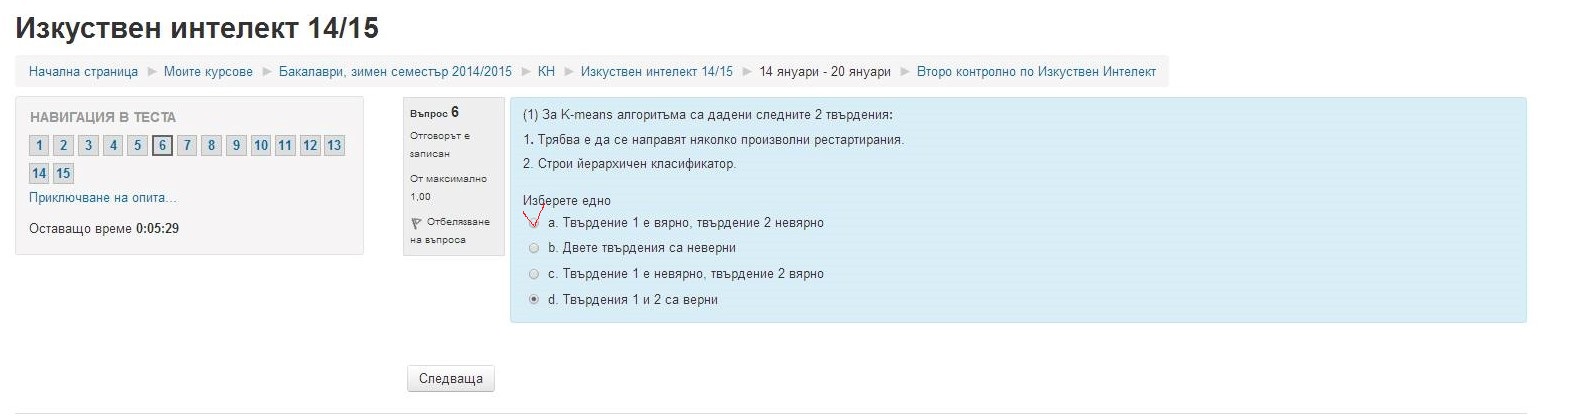 Изкуствен интелект 14/15
Начална страница ► Моите курсове ► Бакалаври, зимен семестър 2014/2015 ► КН ► Изкуствен интелект 14/15 ► 14 януари - 20 януари ► Второ контролно по Изкуствен Интелект
НАВИГАЦИЯ В ТЕСТА
1 2 3 4 5 6 7 8 9 10 11 12 13
14 15
Приключване на опита...
Оставащо време 0:05:29
Въпрос 6
Отговорът е
записан
От максимално
1,00
Отбелязване
на въпроса
(1) За K-means алгоритъма са дадени следните 2 твърдения:
1. Трябва е да се направят няколко произволни рестартирания.
2. Строи йерархичен класификатор.
Изберете едно
a. Твърдение 1 е вярно, твърдение 2 невярно
b. Двете твърдения са неверни
c. Твърдение 1 е невярно, твърдение 2 вярно
d. Твърдения 1 и 2 са верни
Следваща